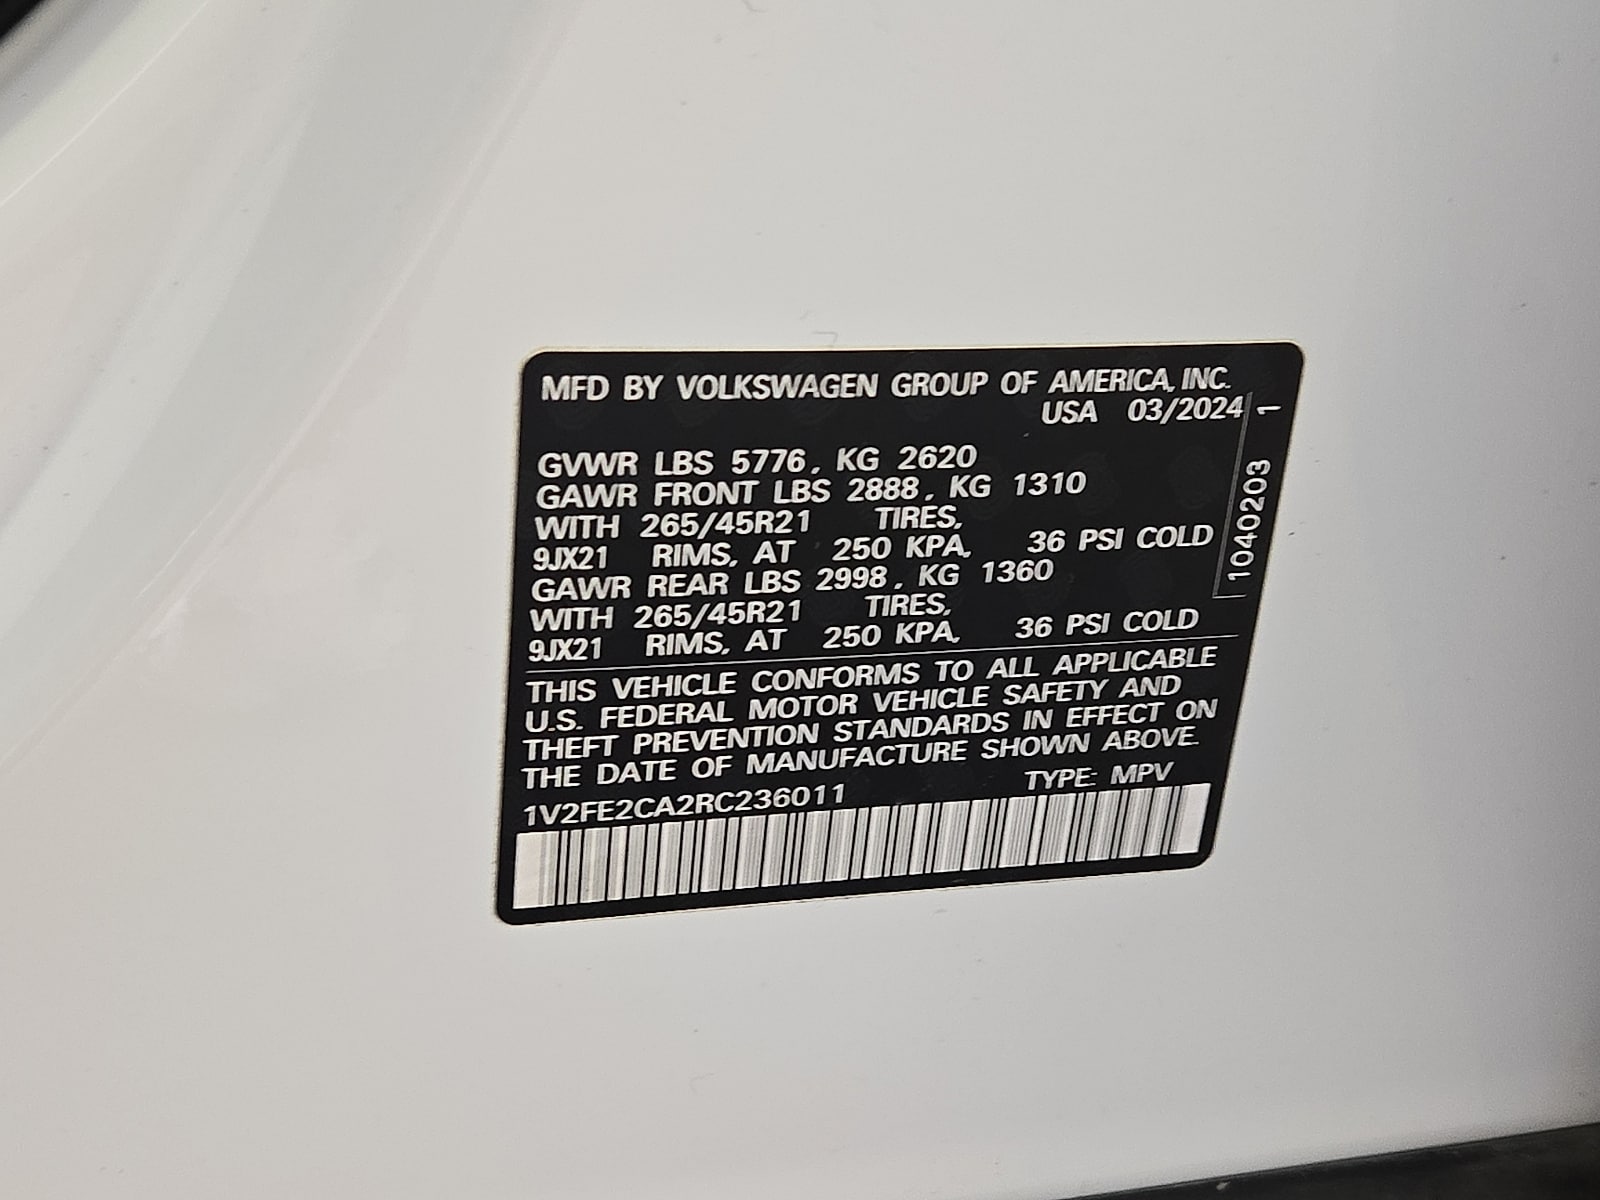 MFD BY VOLKSWAGEN GROUP OF AMERICA, INC.
USA 03/2024
GVWR LBS 5776, KG 2620
GAWR FRONT LBS 2888, KG 1310
WITH 265/45R21 TIRES,
9JX21 RIMS, AT 250 KPA, 36 PSI COLD
GAWR REAR LBS 2998, KG 1360
WITH 265/45R21 TIRES,
9JX21 RIMS, AT 250 KPA, 36 PSI COLD
THIS VEHICLE CONFORMS TO ALL APPLICABLE
U.S. FEDERAL MOTOR VEHICLE SAFETY AND
THEFT PREVENTION STANDARDS IN EFFECT ON
THE DATE OF MANUFACTURE SHOWN ABOVE.
1V2FE2CA2RC236011 TYPE: MPV
1040203 1